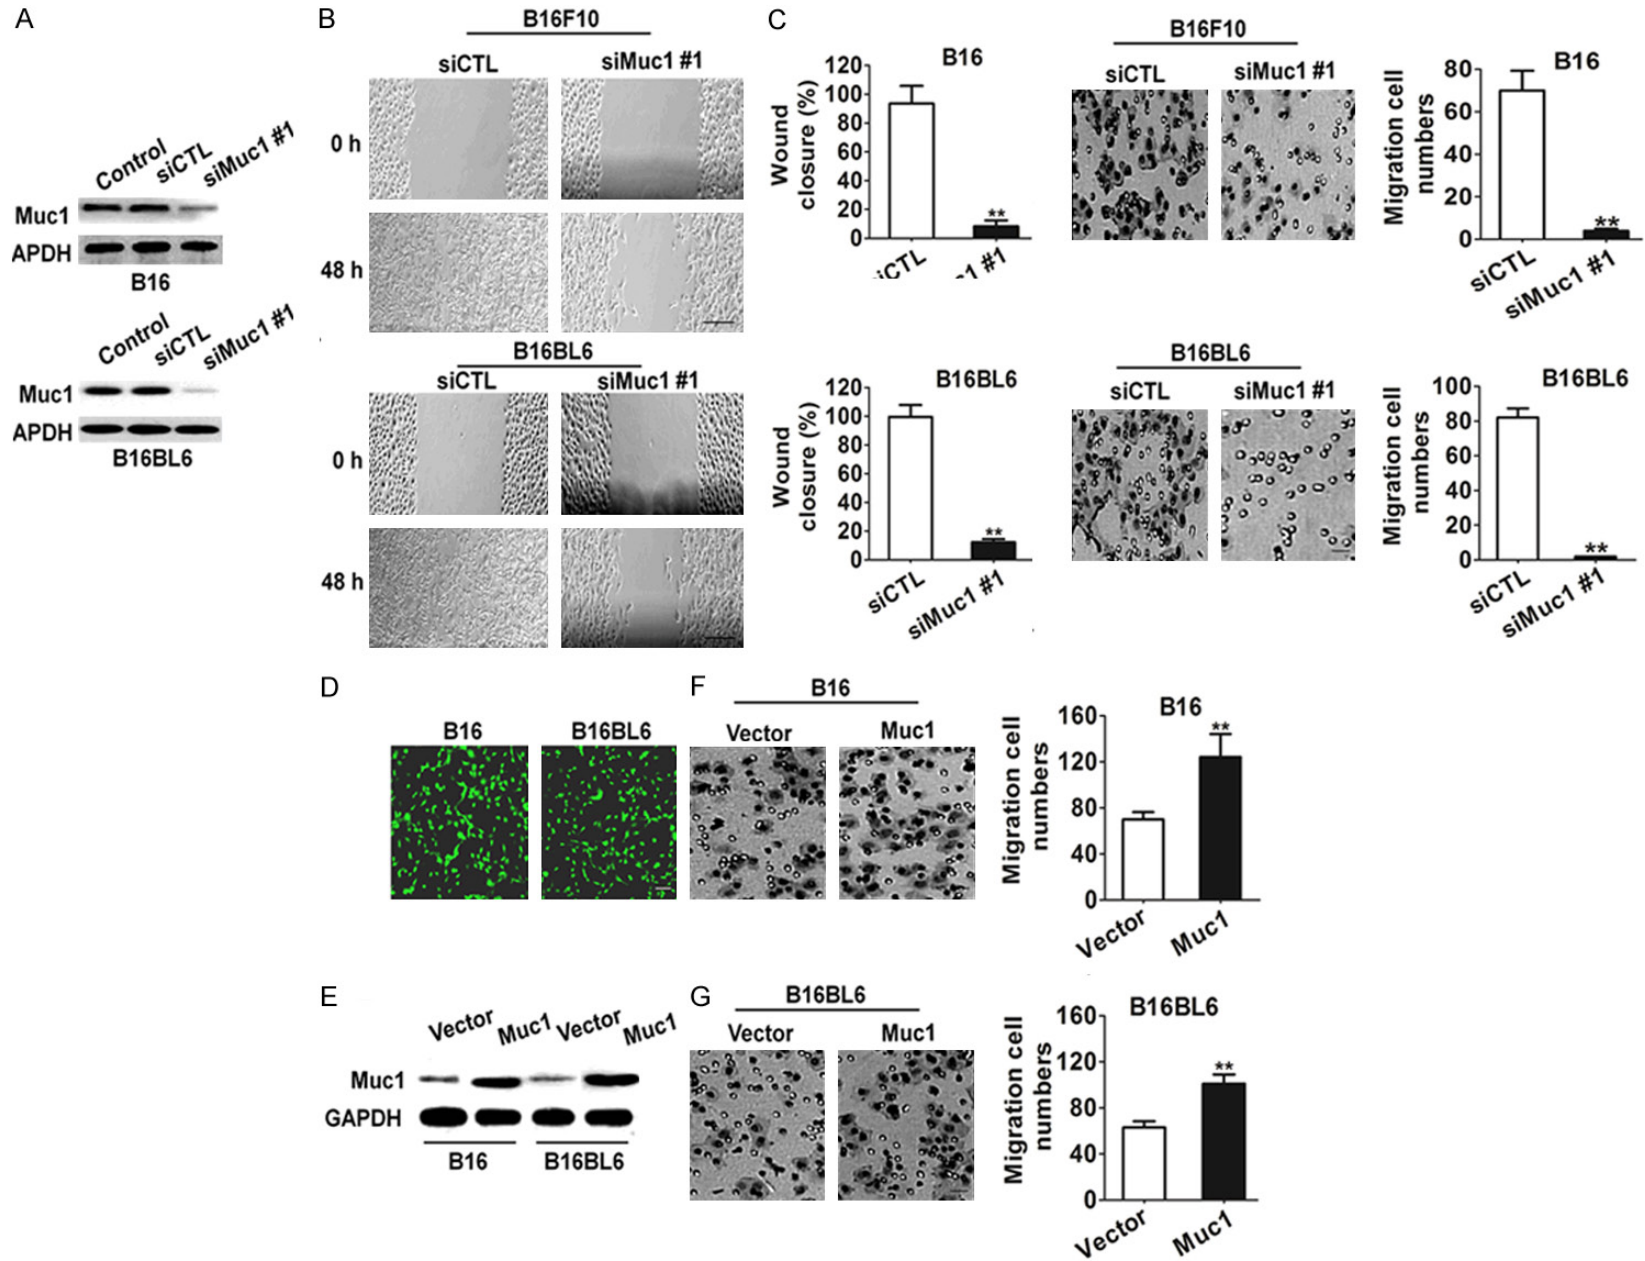 A
Control
siCTL
siMuc1 #1
Muc1
APDH
B16
Control
siCTL
siMuc1 #1
Muc1
APDH
B16BL6
B
B16F10
siCTL
siMuc1 #1
0 h
48 h
B16BL6
siCTL
siMuc1 #1
0 h
48 h
C
B16
Wound
closure (%)
120
100
80
60
40
20
0
**
iCTL
c1 #1
B16F10
siCTL
siMuc1 #1
B16
Migration cell
numbers
80
60
40
20
0
**
siCTL
siMuc1 #1
B16BL6
Wound
closure (%)
120
100
80
60
40
20
0
**
siCTL
siMuc1 #1
B16BL6
siCTL
siMuc1 #1
B16BL6
Migration cell
numbers
100
80
60
40
20
0
**
siCTL
siMuc1 #1
D
B16
B16BL6
F
B16
Vector
Muc1
B16
Migration cell
numbers
160
120
80
40
0
**
Vector
Muc1
E
Vector
Muc1
Vector
Muc1
Muc1
GAPDH
B16
B16BL6
G
B16BL6
Vector
Muc1
B16BL6
Migration cell
numbers
160
120
80
40
0
**
Vector
Muc1